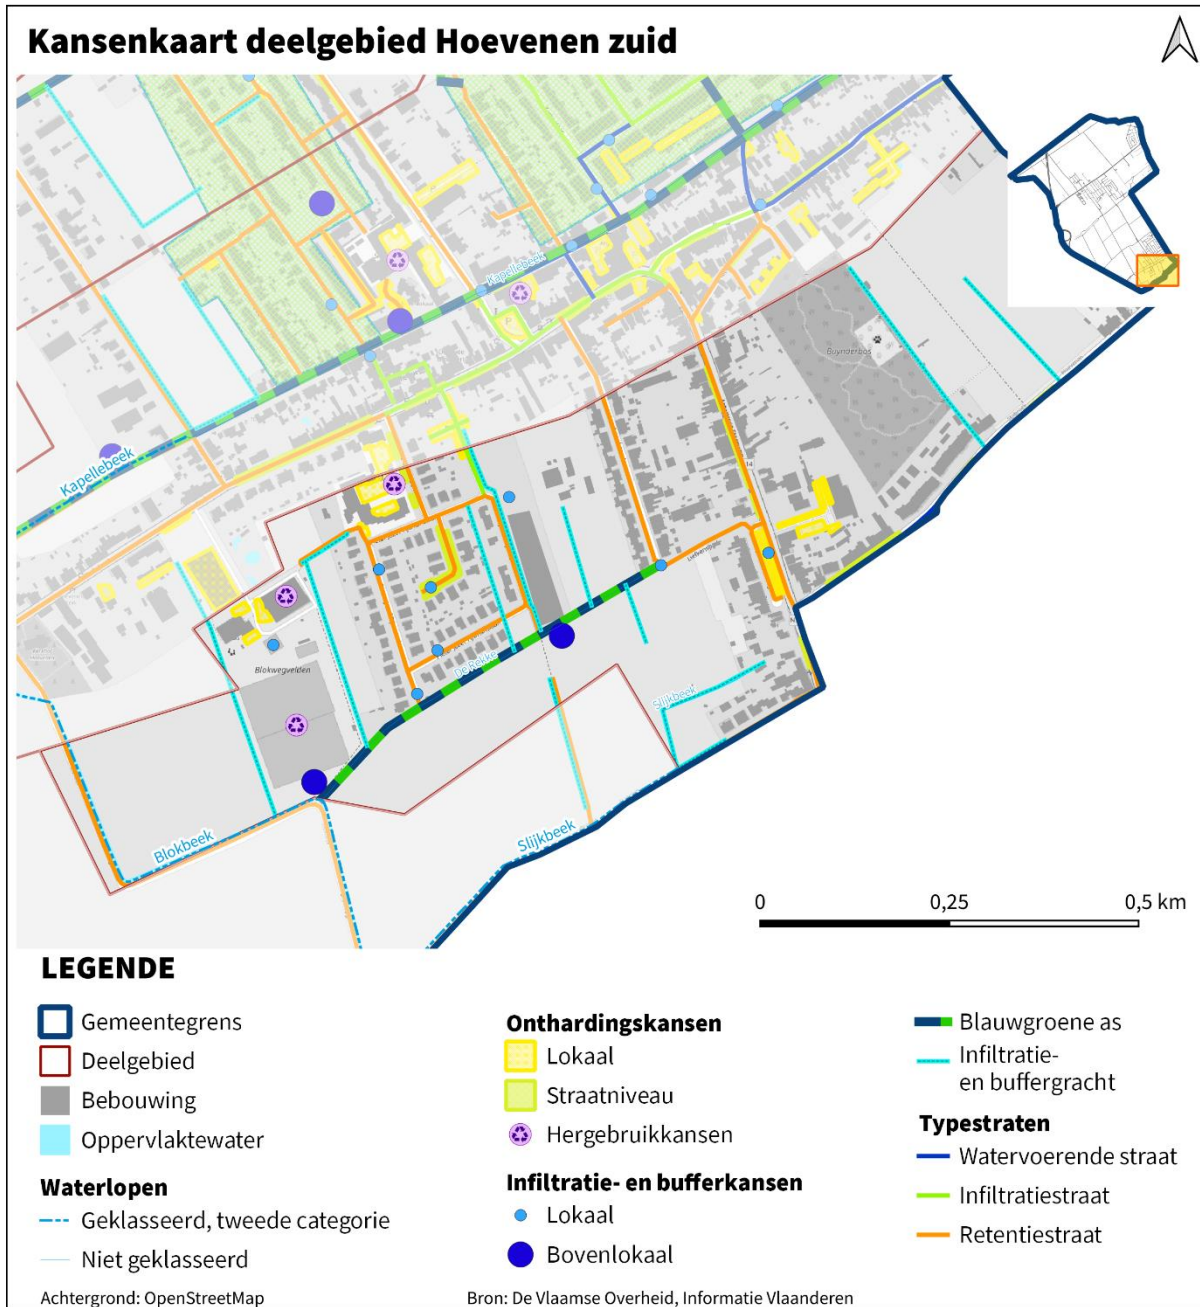 Kansenkaart deelgebied Hoevenen zuid
Kapellebeek
Buynderbos
Kapellebeek
P
De Rekke
Blokwegvelden
Slijkbeek
Blokbeek
Slijkbeek
0 0,25 0,5 km
LEGENDE
Gemeentegrens
Deelgebied
Bebouwing
Oppervlaktewater
Waterlopen
Geklasseerd, tweede categorie
Niet geklasseerd
Onthardingskansen
Lokaal
Straatniveau
Hergebruikkansen
Infiltratie- en bufferkansen
Lokaal
Bovenlokaal
Blauwgroene as
Infiltratie-
en buffergracht
Typestraten
Watervoerende straat
Infiltratiestraat
Retentiestraat
Achtergrond: OpenStreetMap
Bron: De Vlaamse Overheid, Informatie Vlaanderen